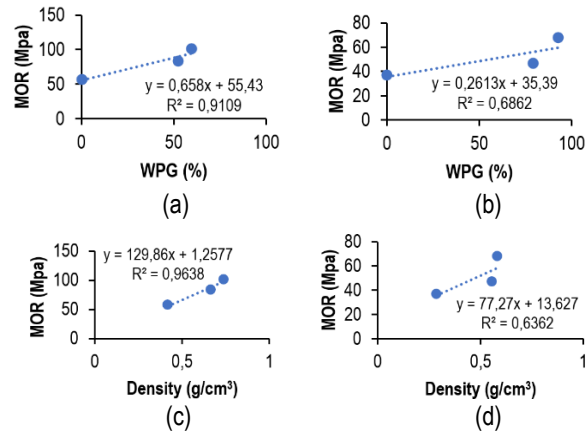 150
100
50
0
MOR (Mpa)
y = 0,658x + 55,43
R² = 0,9109
0 50 100
WPG (%)
(a)
80
60
40
20
0
MOR (Mpa)
y = 0,2613x + 35,39
R² = 0,6862
0 50 100
WPG (%)
(b)
150
100
50
0
MOR (Mpa)
y = 129,86x + 1,2577
R² = 0,9638
0 0,5 1
Density (g/cm³)
(c)
80
60
40
20
0
MOR (Mpa)
y = 77,27x + 13,627
R² = 0,6362
0 0,5 1
Density (g/cm³)
(d)